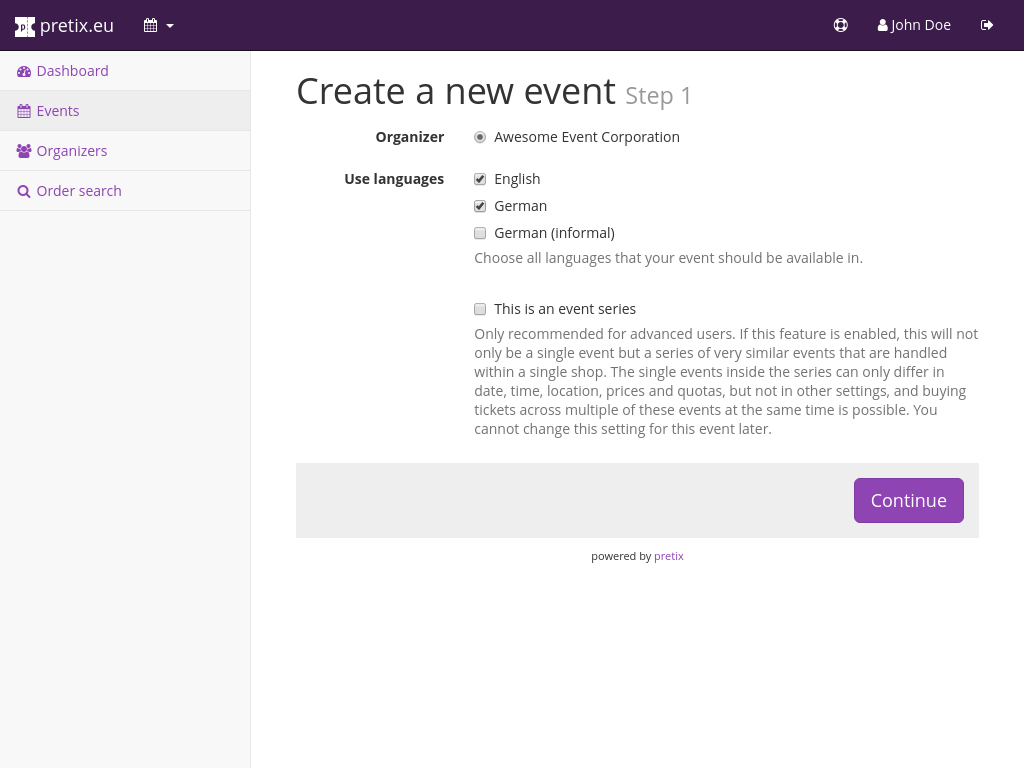 pretix.eu
John Doe
Dashboard
Events
Organizers
Order search
Create a new event Step 1
Organizer
Awesome Event Corporation
Use languages
English
German
German (informal)
Choose all languages that your event should be available in.
This is an event series
Only recommended for advanced users. If this feature is enabled, this will not
only be a single event but a series of very similar events that are handled
within a single shop. The single events inside the series can only differ in
date, time, location, prices and quotas, but not in other settings, and buying
tickets across multiple of these events at the same time is possible. You
cannot change this setting for this event later.
Continue
powered by pretix